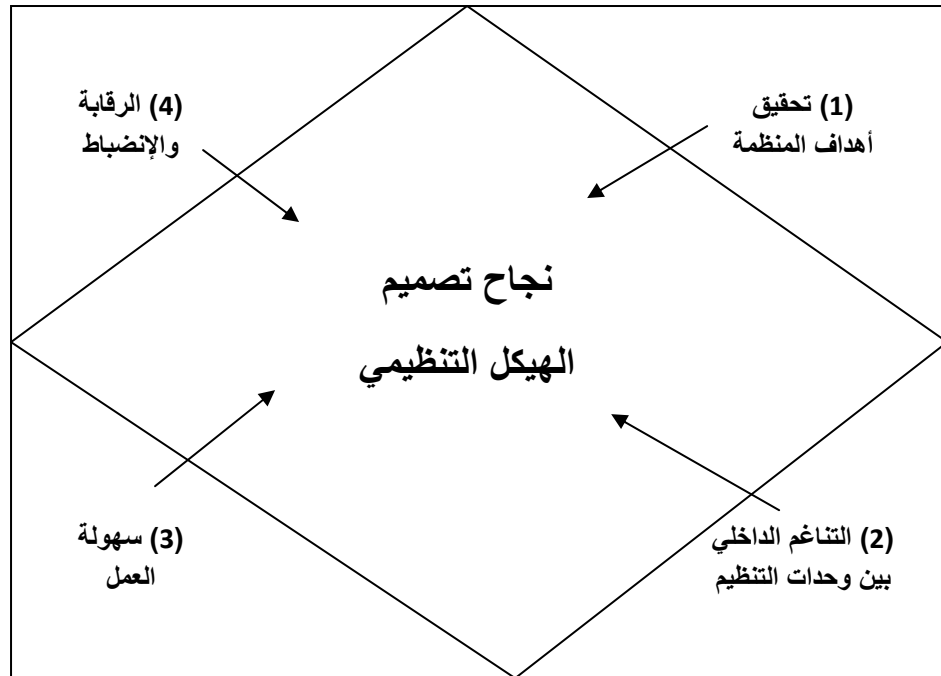 (1) تحقيق
أهداف المنظمة
(4) الرقابة
والإنضباط
نجاح تصميم
الهيكل التنظيمي
(2) التناغم الداخلي
بين وحدات التنظيم
(3) سهولة
العمل